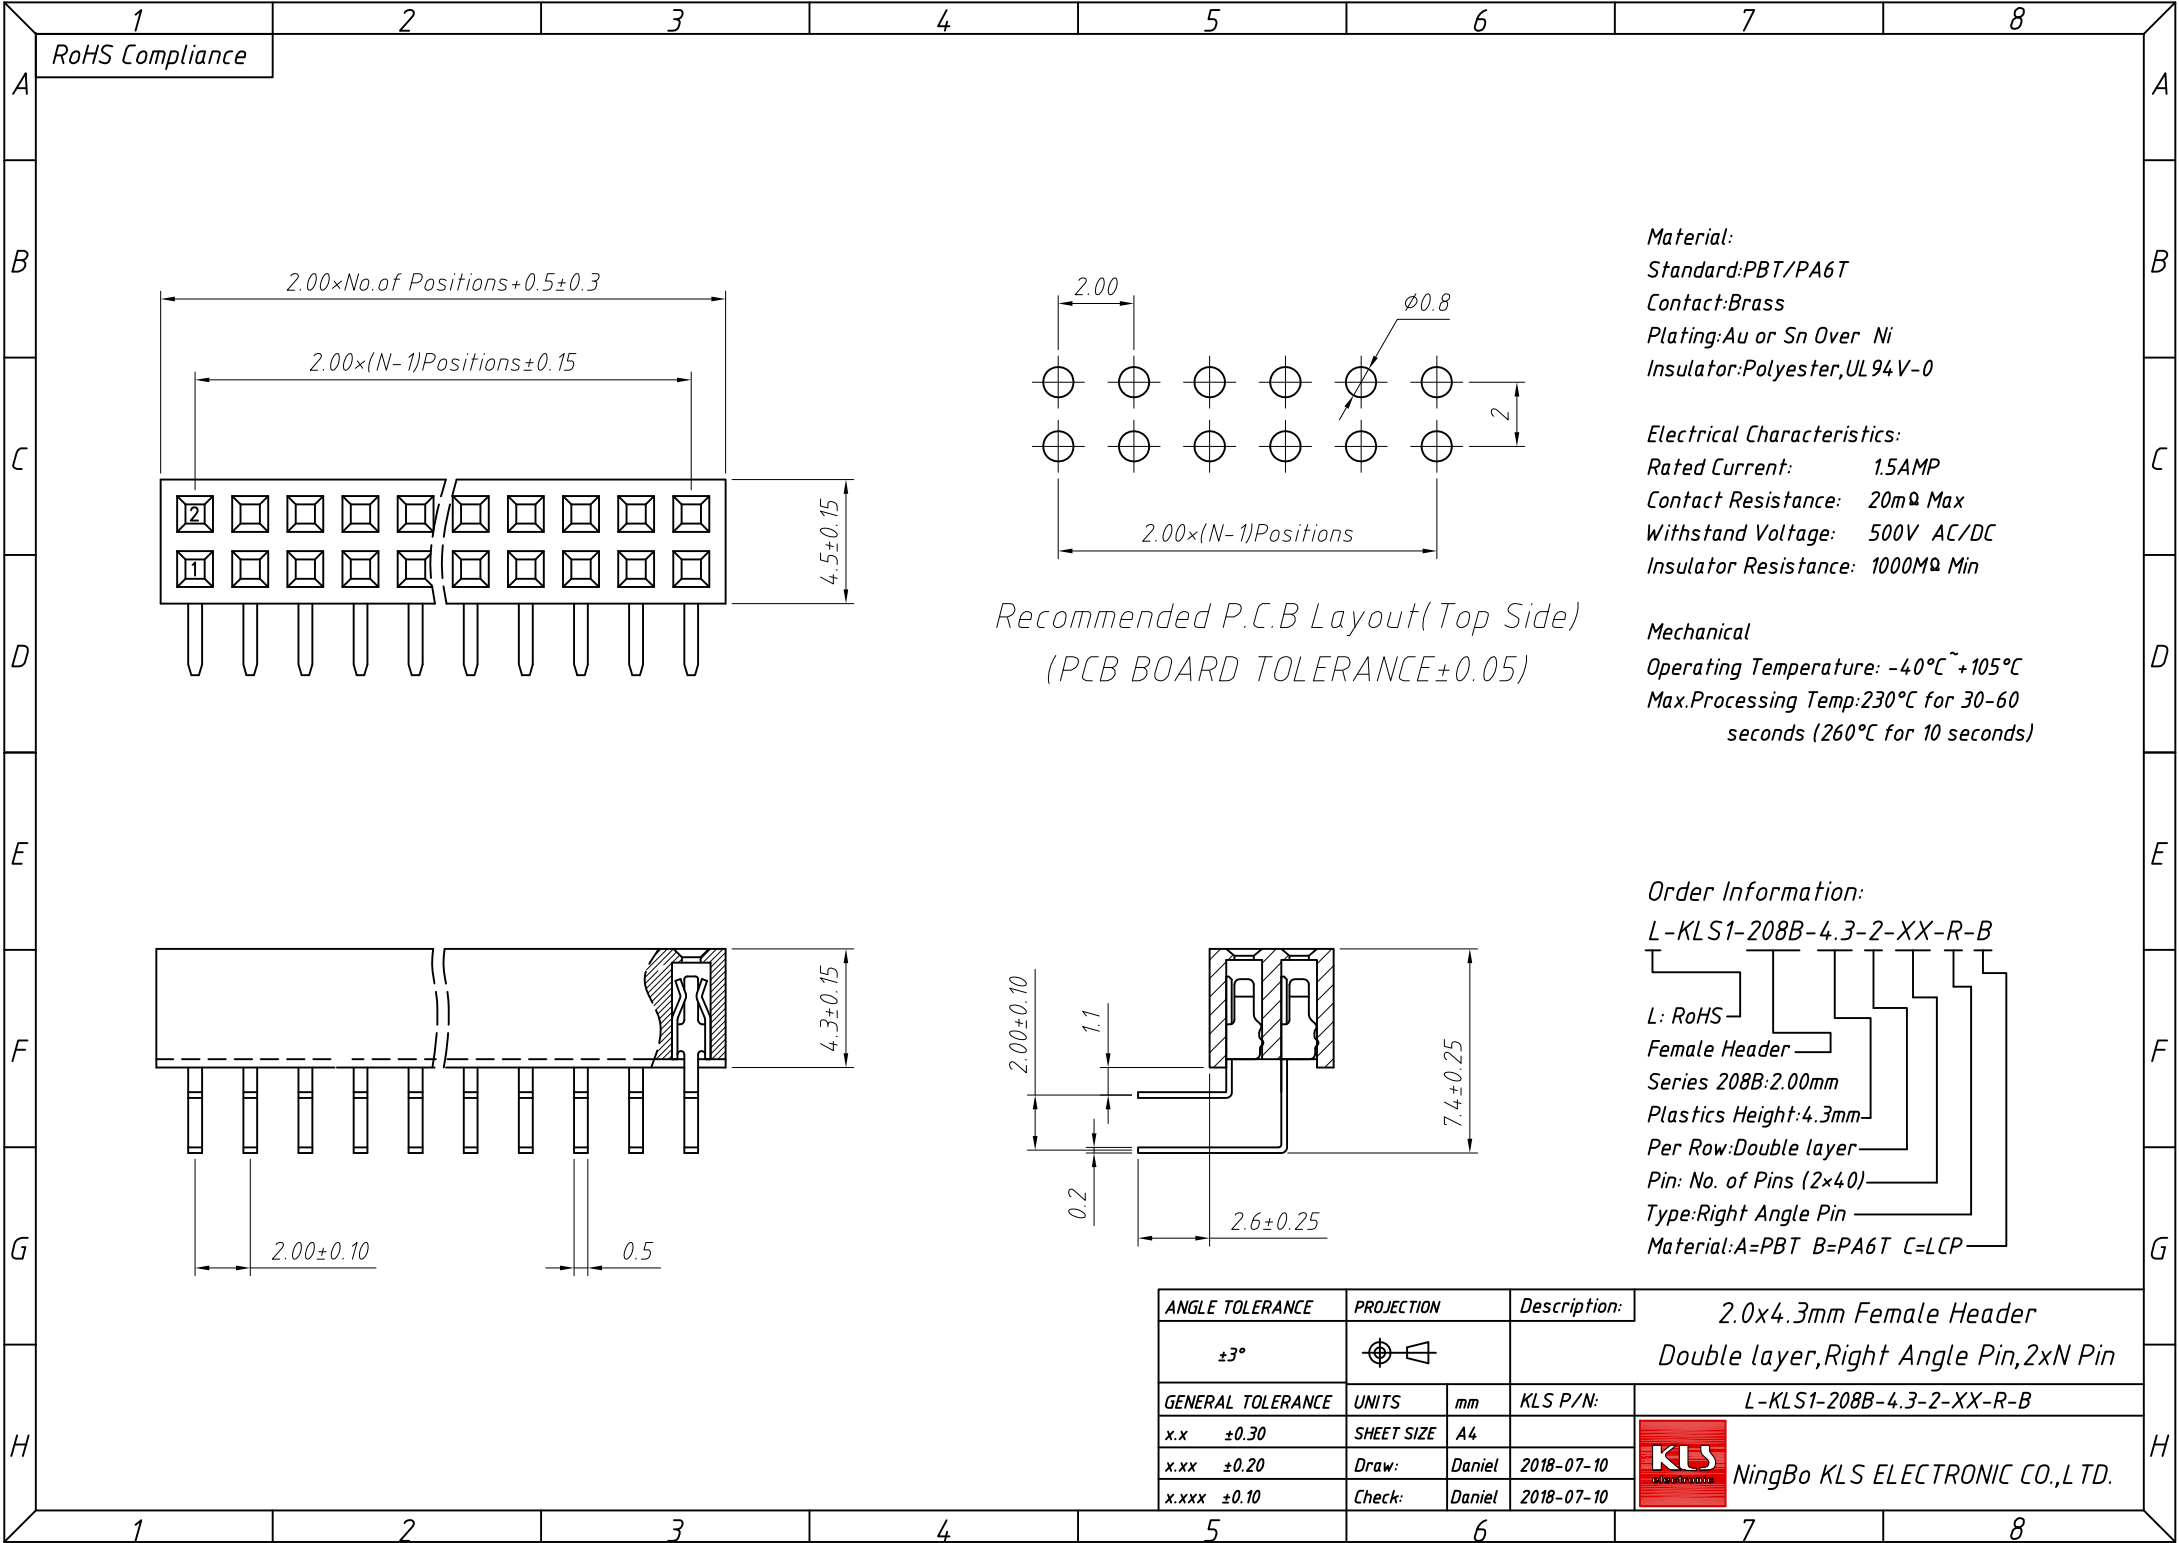 1 2 3 4 5 6 7 8
RoHS Compliance
A A
B B
C C
D D
E E
F F
G G
H H
2.00×No.of Positions+0.5±0.3
2.00×(N-1)Positions±0.15
2
1
4.5±0.15
2.00
Ø0.8
2
2.00×(N-1)Positions
Recommended P.C.B Layout(Top Side)
(PCB BOARD TOLERANCE±0.05)
Material:
Standard:PBT/PA6T
Contact:Brass
Plating:Au or Sn Over Ni
Insulator:Polyester,UL94V-0
Electrical Characteristics:
Rated Current: 1.5AMP
Contact Resistance: 20mΩ Max
Withstand Voltage: 500V AC/DC
Insulator Resistance: 1000MΩ Min
Mechanical
Operating Temperature: -40°C~+105°C
Max.Processing Temp:230°C for 30-60
seconds (260°C for 10 seconds)
4.3±0.15
2.00±0.10
0.5
2.00±0.10
1.1
0.2
2.6±0.25
7.4±0.25
Order Information:
L-KLS1-208B-4.3-2-XX-R-B
L: RoHS
Female Header
Series 208B:2.00mm
Plastics Height:4.3mm
Per Row:Double layer
Pin: No. of Pins (2×40)
Type:Right Angle Pin
Material:A=PBT B=PA6T C=LCP
ANGLE TOLERANCE PROJECTION Description: 2.0x4.3mm Female Header
±3° Double layer,Right Angle Pin,2xN Pin
GENERAL TOLERANCE UNITS mm KLS P/N: L-KLS1-208B-4.3-2-XX-R-B
x.x ±0.30 SHEET SIZE A4
x.xx ±0.20 Draw: Daniel 2018-07-10
x.xxx ±0.10 Check: Daniel 2018-07-10
KLS
electronic
NingBo KLS ELECTRONIC CO.,LTD.
1 2 3 4 5 6 7 8